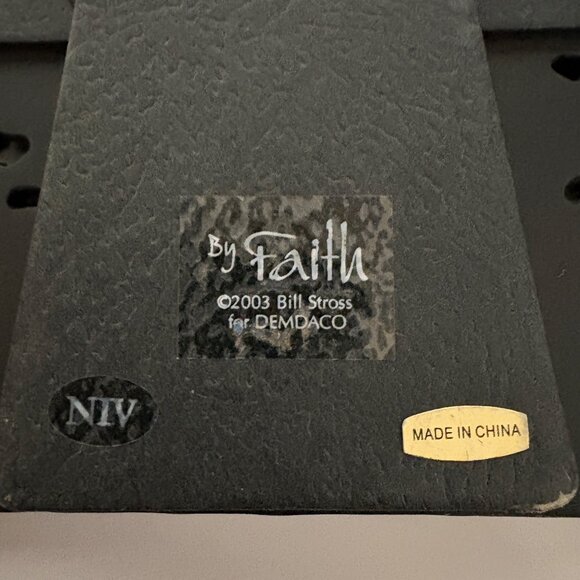 By Faith
©2003 Bill Stross
for DEMDACO
NIV
MADE IN CHINA